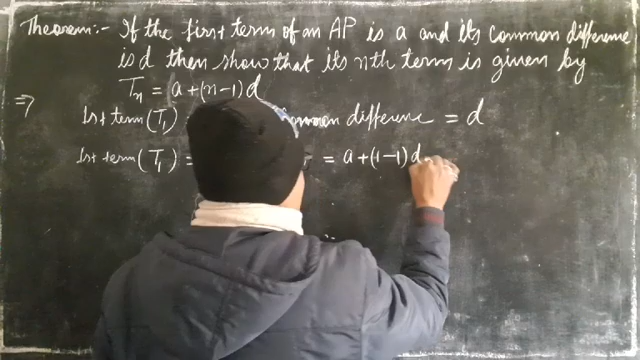 Theorem:- If the first term of an AP is a and its common difference
is d then show that its nth term is given by
Tn = a+(n-1)d
⇒
1st term (T1 difference = d
1st term (T1) = = a+(1-1)d